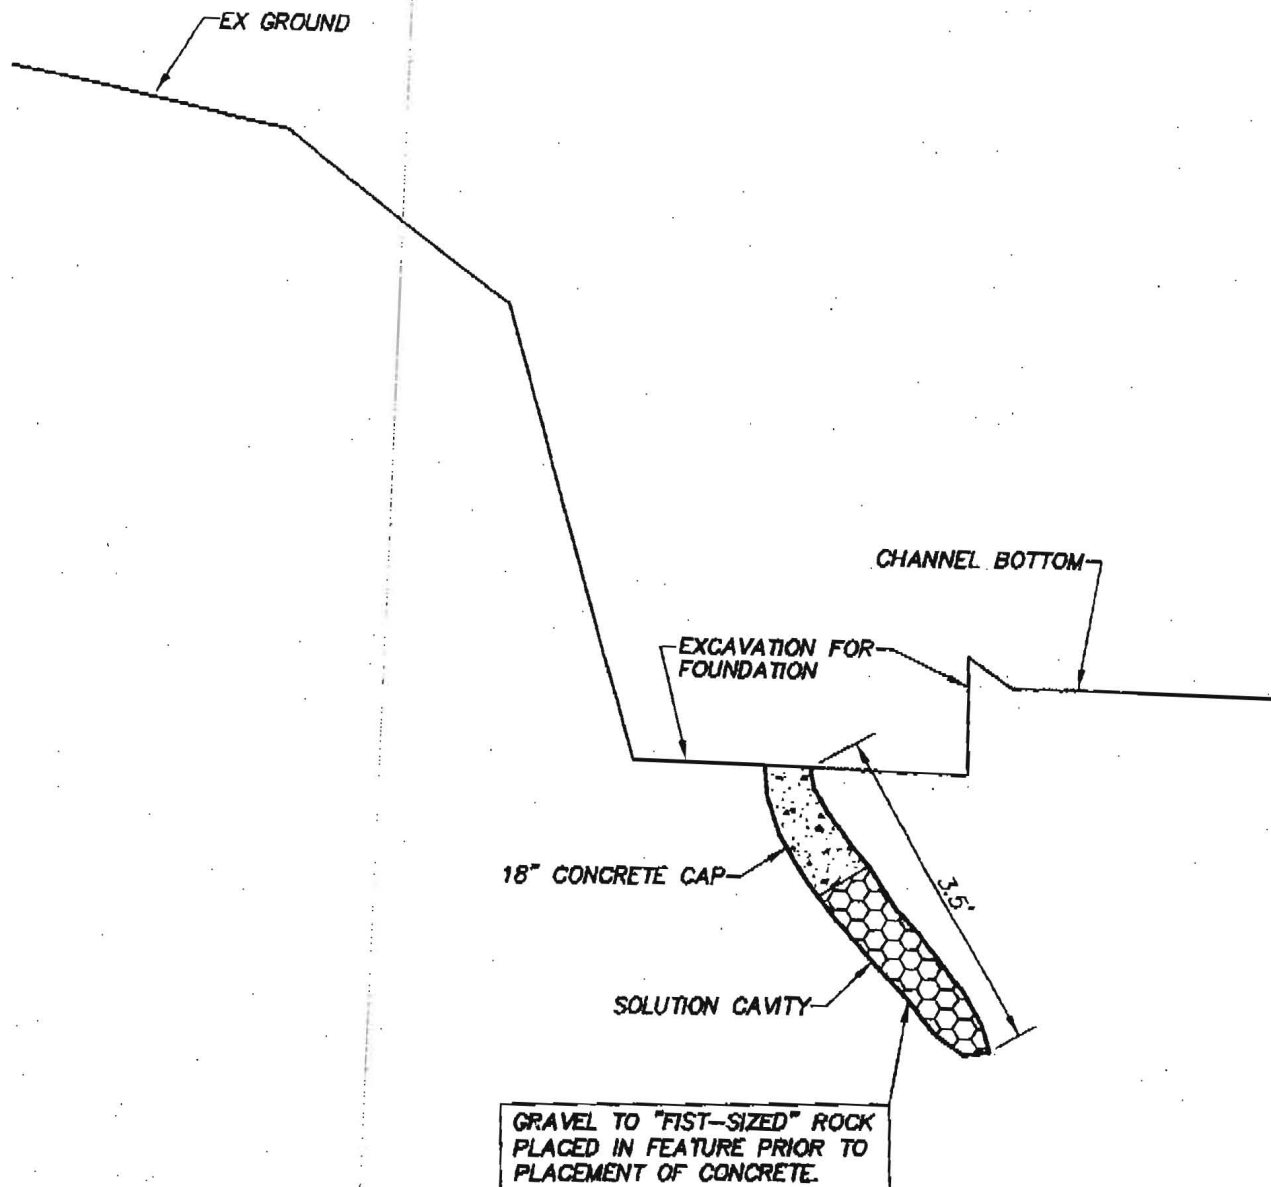 EX GROUND
CHANNEL BOTTOM
EXCAVATION FOR
FOUNDATION
18" CONCRETE CAP
3.5'
SOLUTION CAVITY
GRAVEL TO "FIST-SIZED" ROCK
PLACED IN FEATURE PRIOR TO
PLACEMENT OF CONCRETE.